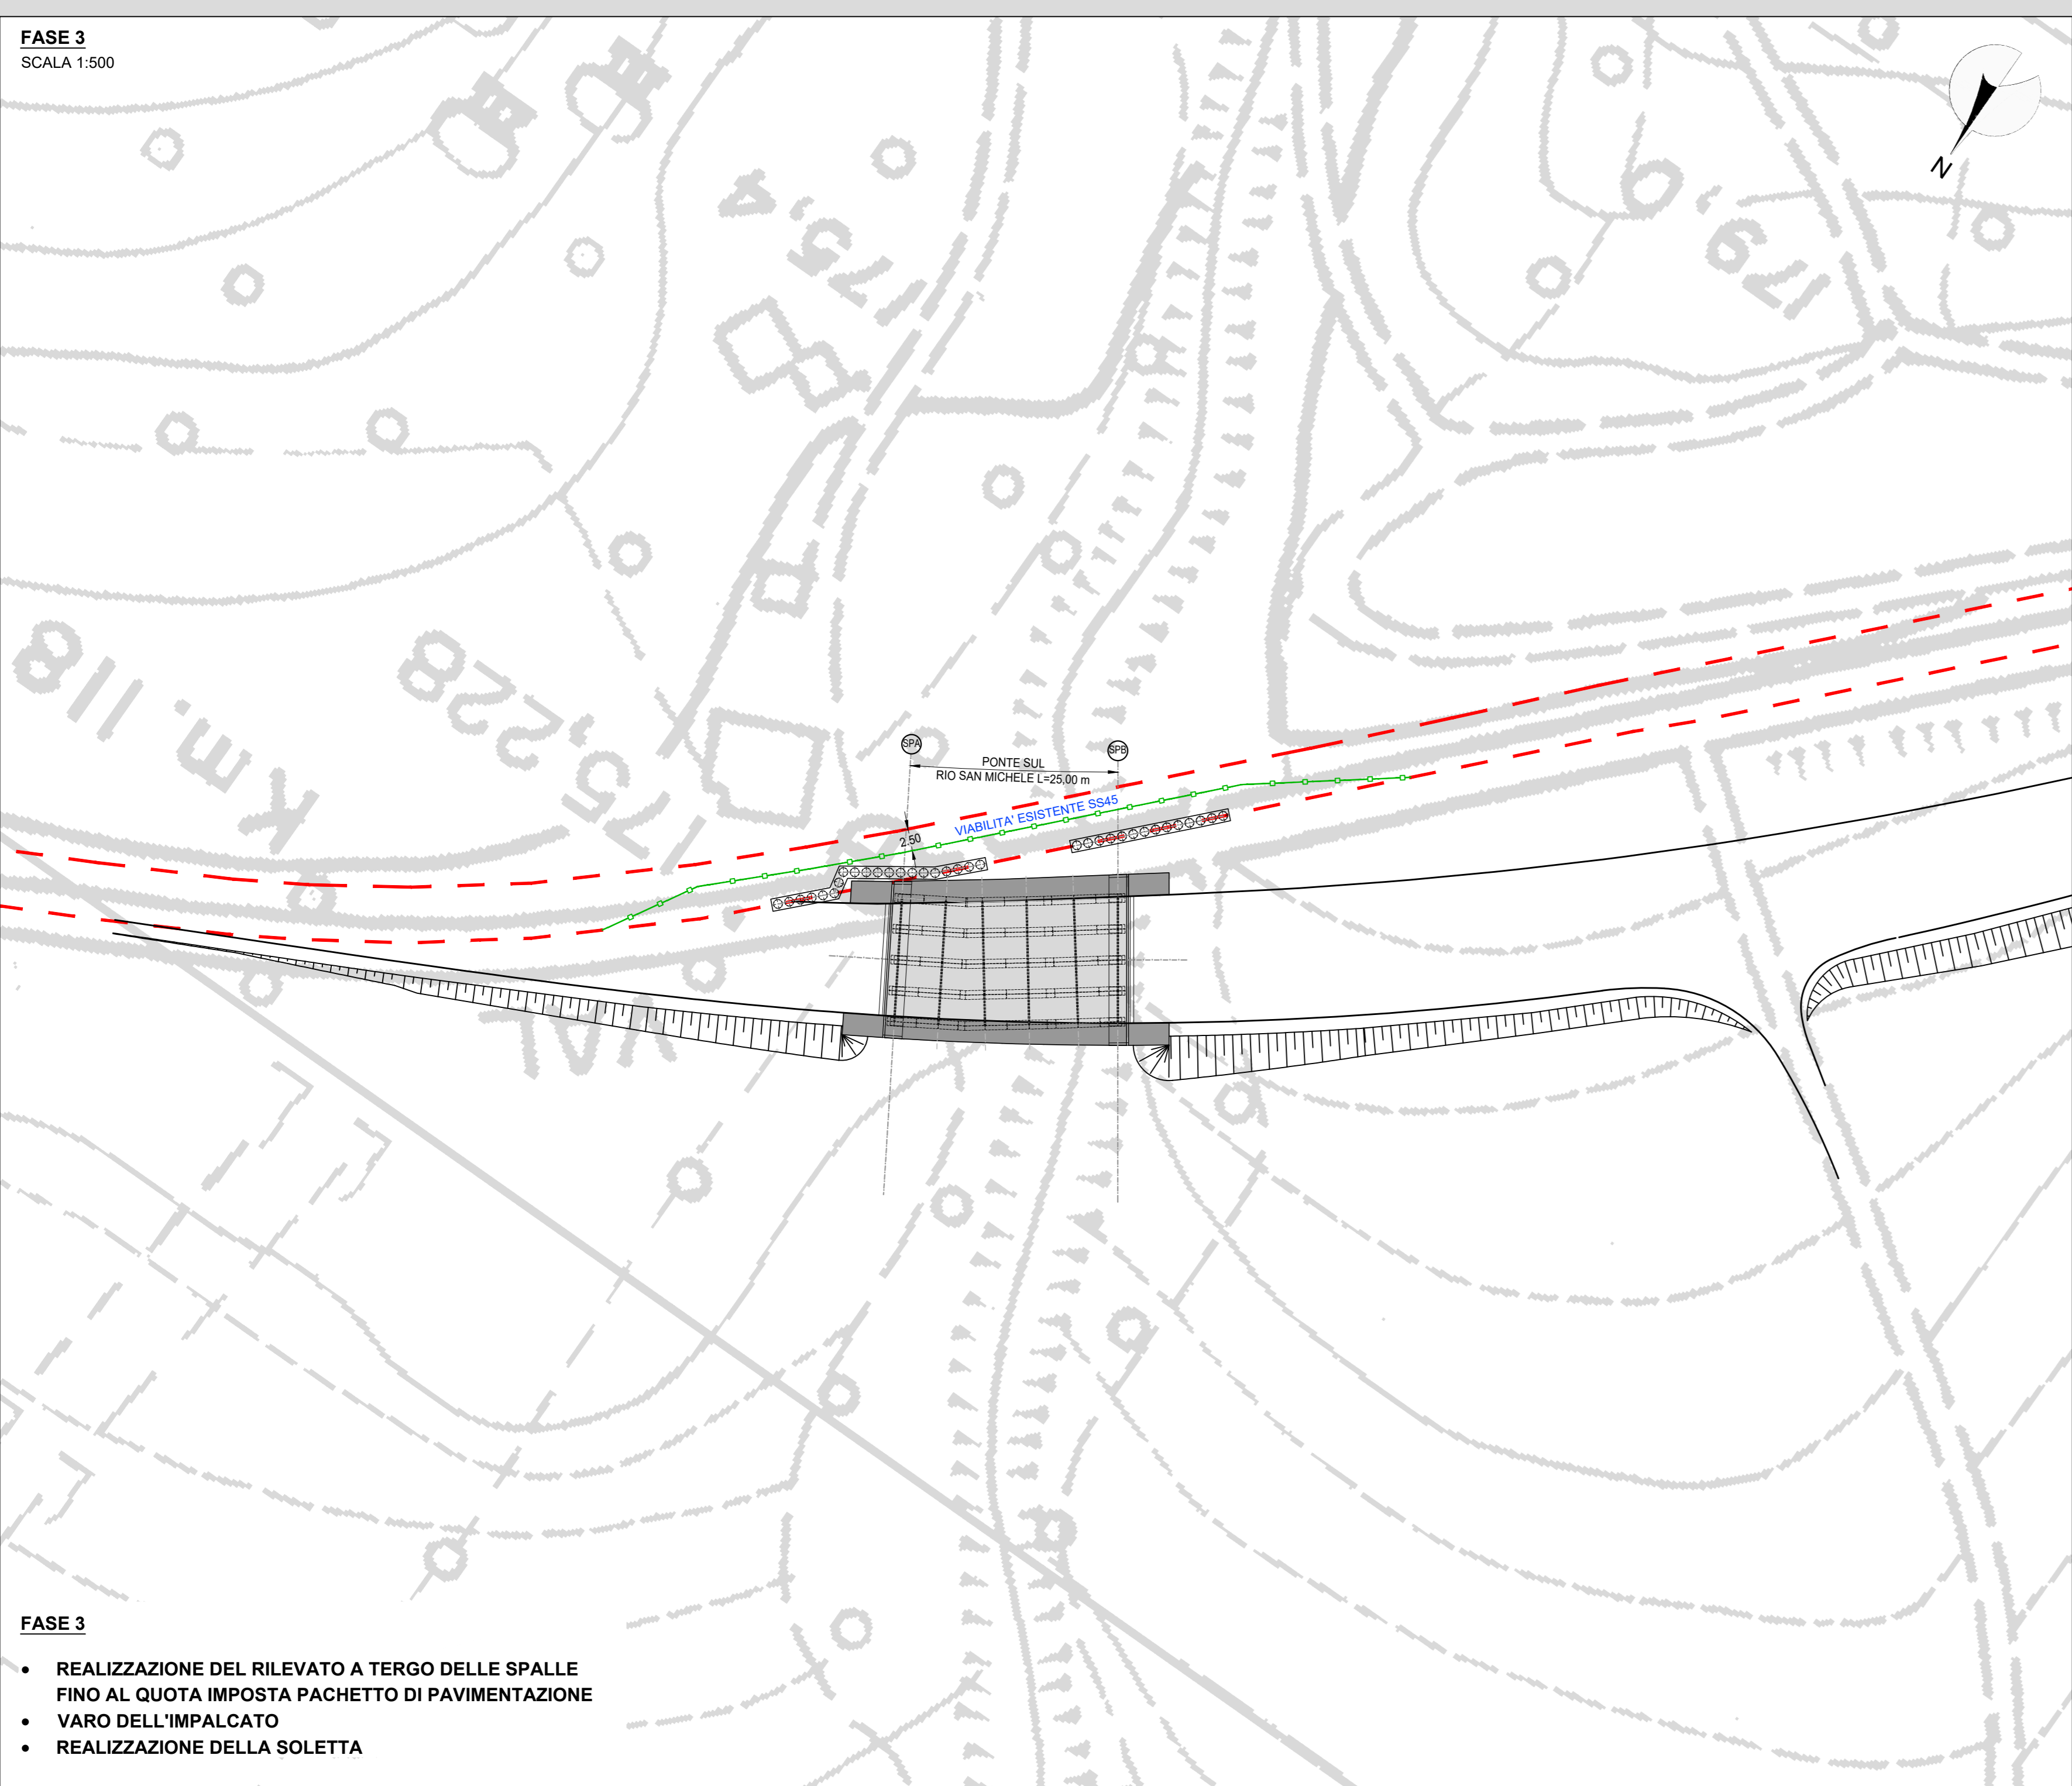 FASE 3
SCALA 1:500
N
175.4
179.9
Km. 118
175.228
SPA
SPB
PONTE SUL
RIO SAN MICHELE L=25,00 m
VIABILITA' ESISTENTE SS45
2.50
VAL
FASE 3
• REALIZZAZIONE DEL RILEVATO A TERGO DELLE SPALLE
FINO AL QUOTA IMPOSTA PACHETTO DI PAVIMENTAZIONE
• VARO DELL'IMPALCATO
• REALIZZAZIONE DELLA SOLETTA